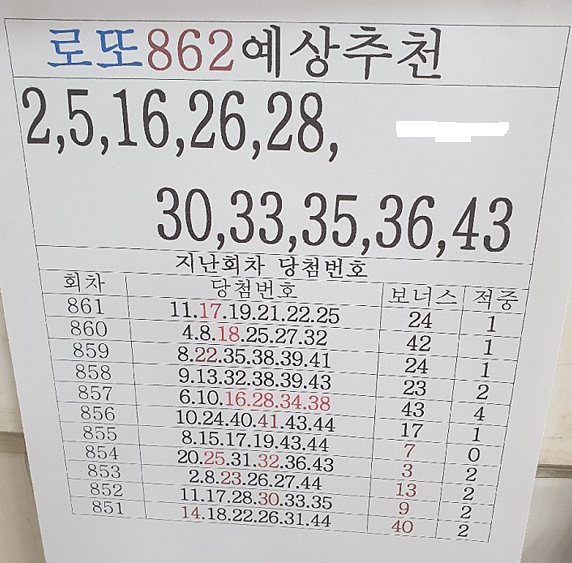 로또862예상추천
2,5,16,26,28,
30,33,35,36,43
지난회차 당첨번호
회차 당첨번호 보너스 적중
861 11.17.19.21.22.25 24 1
860 4.8.18.25.27.32 42 1
859 8.22.35.38.39.41 24 1
858 9.13.32.38.39.43 23 2
857 6.10.16.28.34.38 43 4
856 10.24.40.41.43.44 17 1
855 8.15.17.19.43.44 7 0
854 20.25.31.32.36.43 3 2
853 2.8.23.26.27.44 13 2
852 11.17.28.30.33.35 9 2
851 14.18.22.26.31.44 40 2